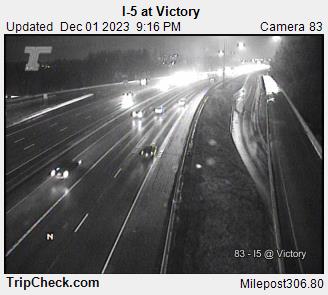 I-5 at Victory
Updated Dec 01 2023 9:16 PM Camera 83
T
N
83 - I5 @ Victory
TripCheck.com Milepost306.80